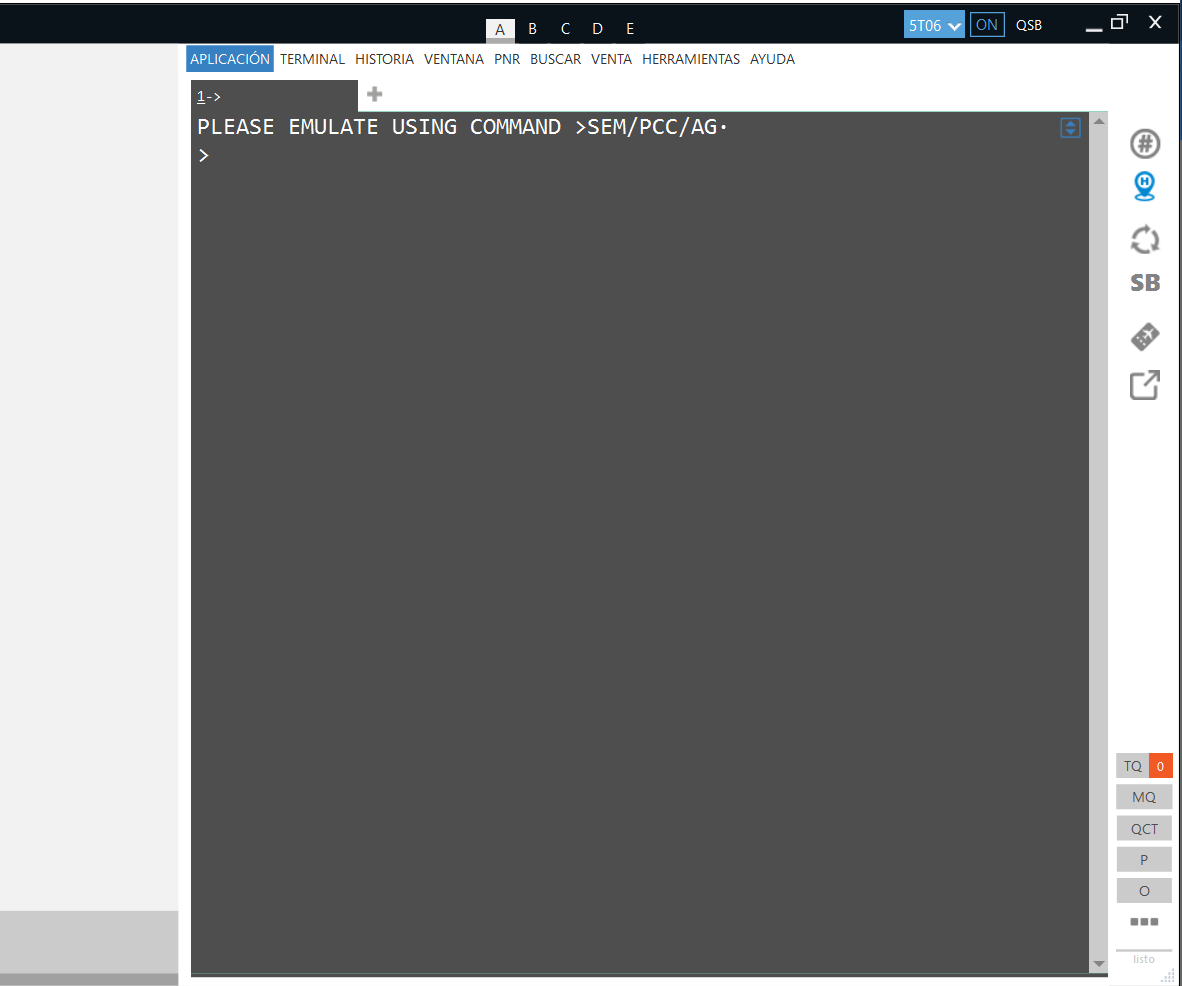 A B C D E
5T06 ON QSB
APLICACIÓN TERMINAL HISTORIA VENTANA PNR BUSCAR VENTA HERRAMIENTAS AYUDA
1->
PLEASE EMULATE USING COMMAND >SEM/PCC/AG·
>
#
H
SB
TQ 0
MQ
QCT
P
O
listo